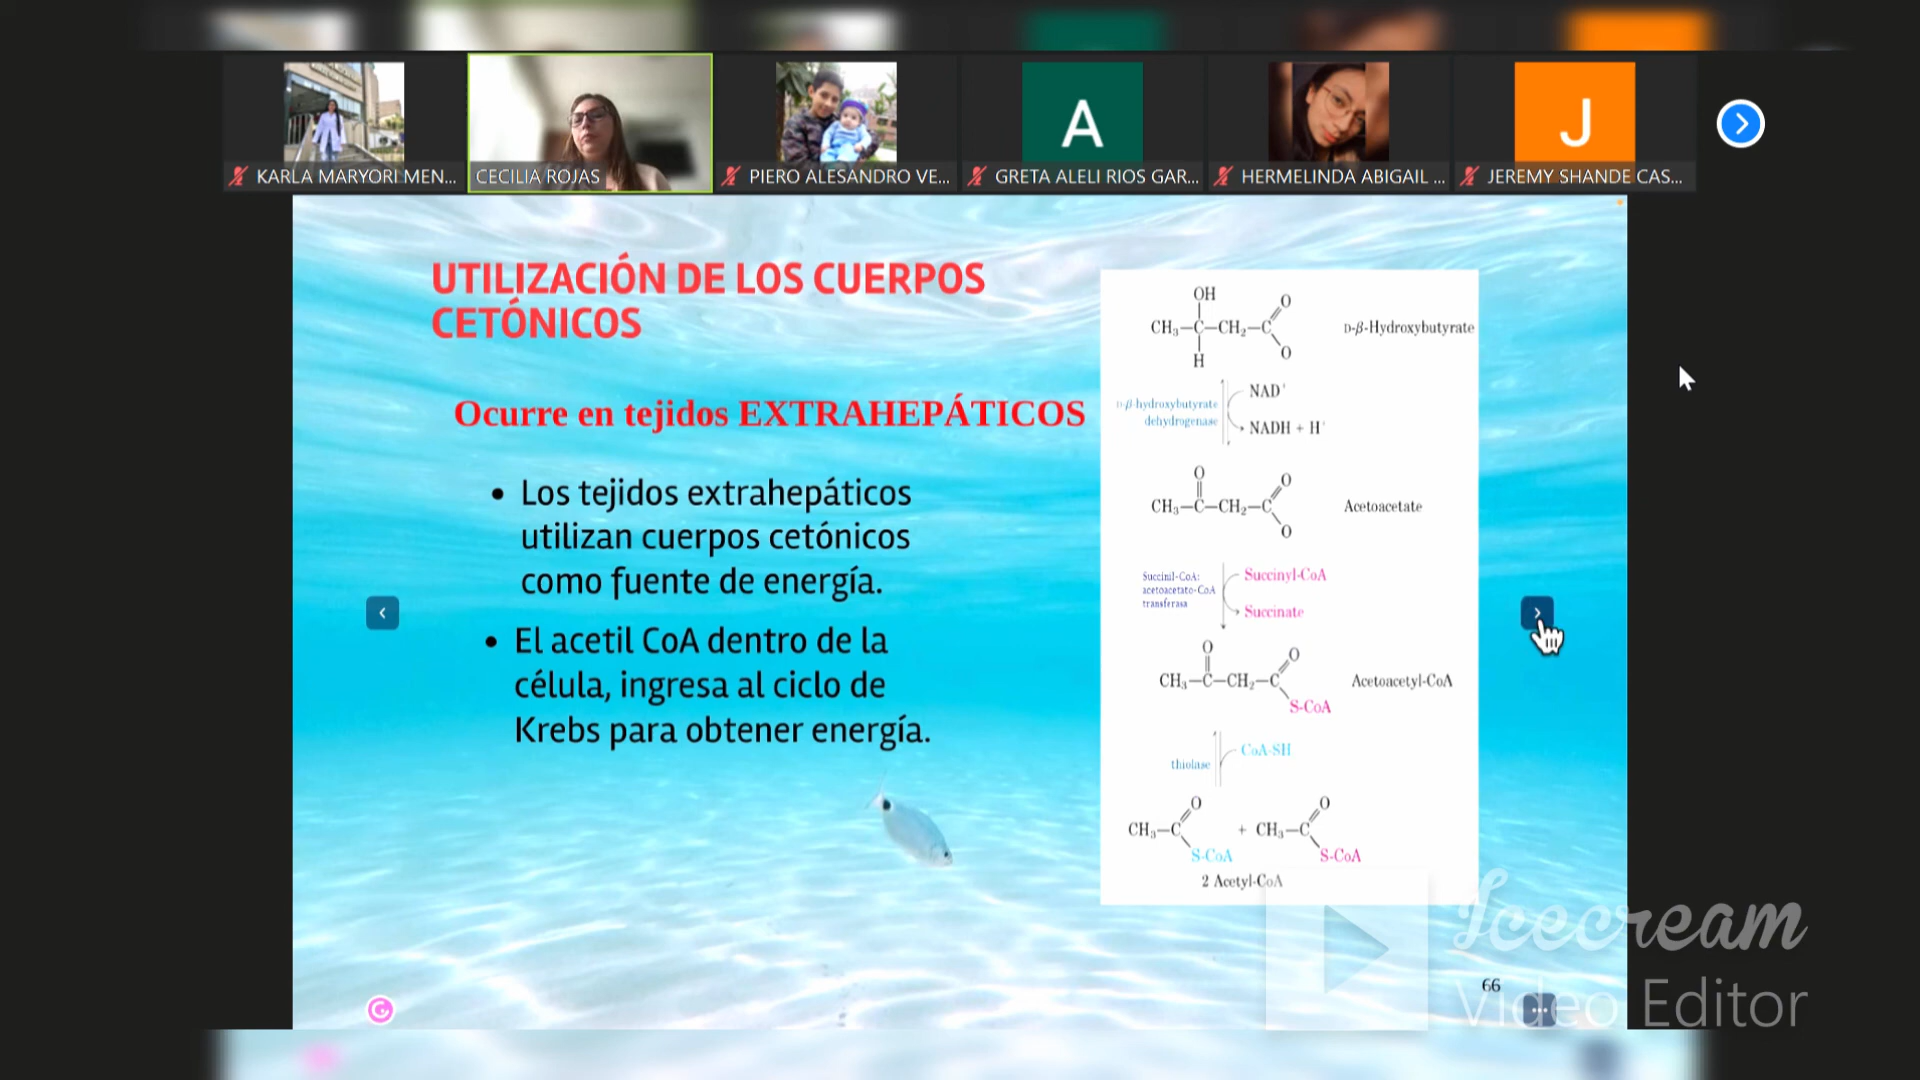 KARLA MARYORI MEN...
CECILIA ROJAS
PIERO ALESANDRO VE...
A
GRETA ALELI RIOS GAR...
HERMELINDA ABIGAIL ...
J
JEREMY SHANDE CAS...
UTILIZACIÓN DE LOS CUERPOS
CETÓNICOS
Ocurre en tejidos EXTRAHEPÁTICOS
• Los tejidos extrahepáticos
utilizan cuerpos cetónicos
como fuente de energía.
• El acetil CoA dentro de la
célula, ingresa al ciclo de
Krebs para obtener energía.
OH
O
CH₃—C—CH₂—C
D-β-Hydroxybutyrate
H
O
NAD⁺
D-β-hydroxybutyrate
dehydrogenase
NADH + H⁺
O
O
CH₃—C—CH₂—C
Acetoacetate
O
Succinil-CoA:
acetoacetato-CoA
transferasa
Succinyl-CoA
Succinate
O
O
CH₃—C—CH₂—C
Acetoacetyl-CoA
S-CoA
CoA-SH
thiolase
O
O
CH₃—C + CH₃—C
S-CoA
S-CoA
2 Acetyl-CoA
66
Icecream
Video Editor